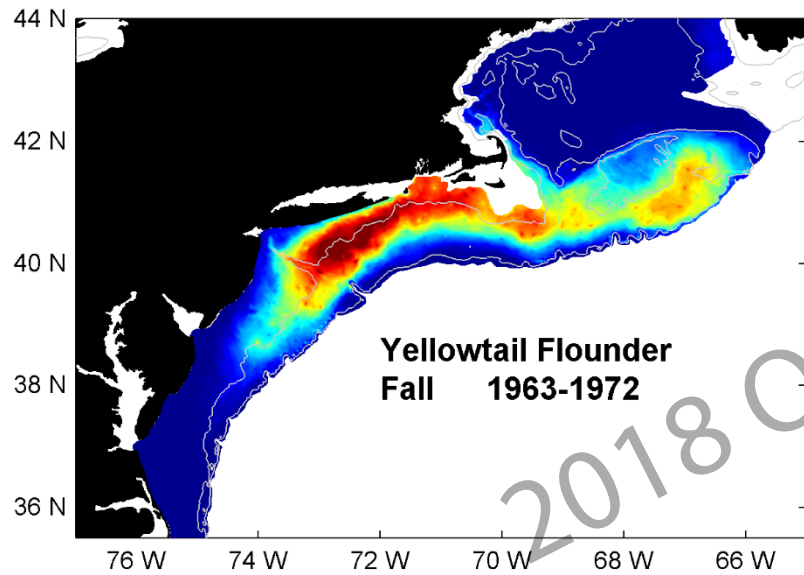 44 N
42 N
40 N
38 N
36 N
Yellowtail Flounder
Fall 1963-1972
2018 O
76 W 74 W 72 W 70 W 68 W 66 W